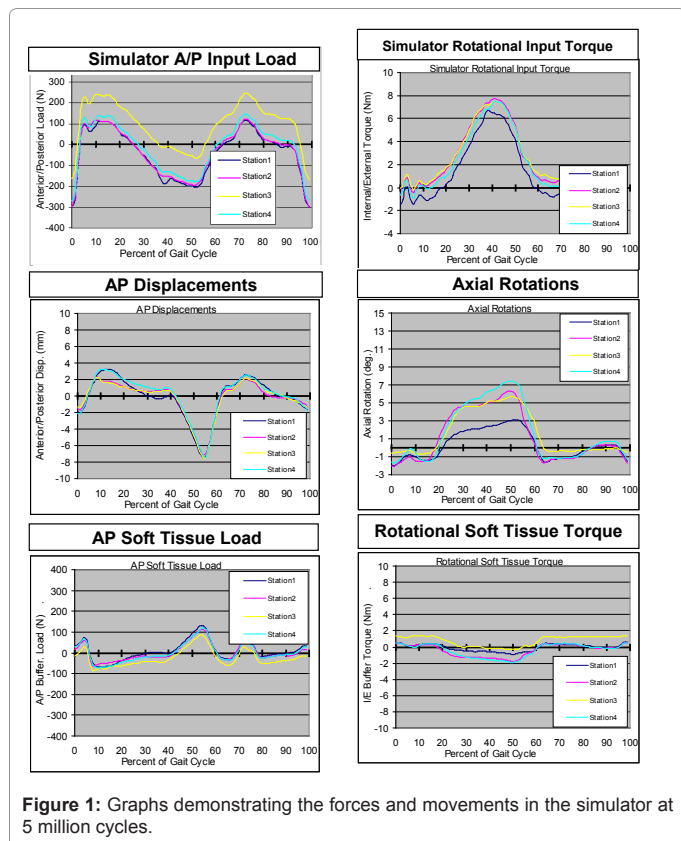 Simulator A/P Input Load
Anterior/Posterior Load (N)
300
200
100
0
-100
-200
-300
-400
0 10 20 30 40 50 60 70 80 90 100
Percent of Gait Cycle
Station1
Station2
Station3
Station4
Simulator Rotational Input Torque
Simulator Rotational Input Torque
Internal/External Torque (Nm)
10
8
6
4
2
0
-2
-4
0 10 20 30 40 50 60 70 80 90 100
Percent of Gait Cycle
Station1
Station2
Station3
Station4
AP Displacements
AP Displacements
Anterior/Posterior Disp. (mm)
10
8
6
4
2
0
-2
-4
-6
-8
-10
0 10 20 30 40 50 60 70 80 90 100
Percent of Gait Cycle
Station1
Station2
Station3
Station4
Axial Rotations
Axial Rotations
Axial Rotation (deg.)
15
13
11
9
7
5
3
1
-1
-3
0 10 20 30 40 50 60 70 80 90 100
Percent of Gait Cycle
Station1
Station2
Station3
Station4
AP Soft Tissue Load
AP Soft Tissue Load
A/P Buffer. Load (N)
400
300
200
100
0
-100
-200
-300
-400
0 10 20 30 40 50 60 70 80 90 100
Percent of Gait Cycle
Station1
Station2
Station3
Station4
Rotational Soft Tissue Torque
Rotational Soft Tissue Torque
I/E Buffer Torque (Nm)
10
8
6
4
2
0
-2
-4
-6
-8
-10
0 10 20 30 40 50 60 70 80 90 100
Percent of Gait Cycle
Station1
Station2
Station3
Station4
Figure 1: Graphs demonstrating the forces and movements in the simulator at
5 million cycles.